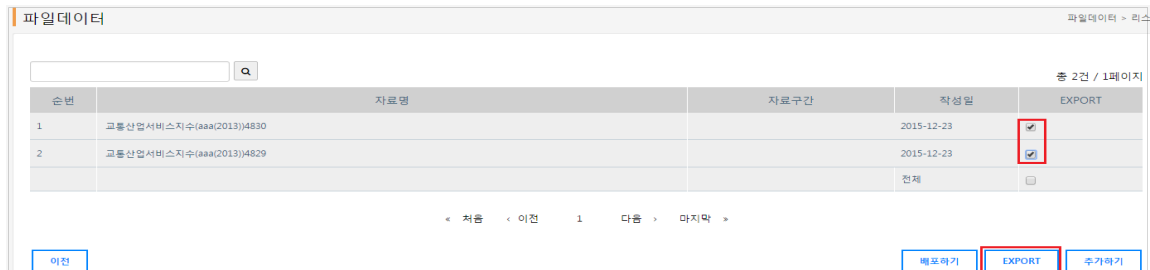 파일데이터
파일데이터 > 리스
총 2건 / 1페이지
순번 자료명 자료구간 작성일 EXPORT
1 교통산업서비스지수(aaa(2013))4830 2015-12-23
2 교통산업서비스지수(aaa(2013))4829 2015-12-23
전체
« 처음 ‹ 이전 1 다음 › 마지막 »
이전 배포하기 EXPORT 추가하기